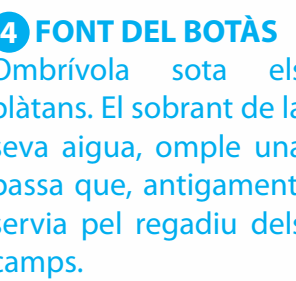 4 FONT DEL BOTÀS
Ombrívola sota els
plàtans. El sobrant de la
seva aigua, omple una
bassa que, antigament
servia pel regadiu dels
camps.